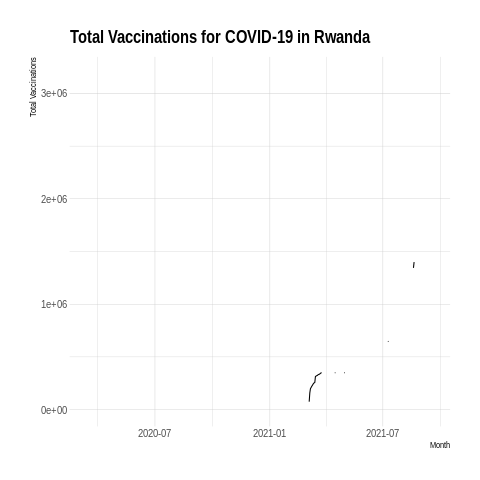 Total Vaccinations for COVID-19 in Rwanda
Total Vaccinations
3e+06
2e+06
1e+06
0e+00
2020-07 2021-01 2021-07
Month